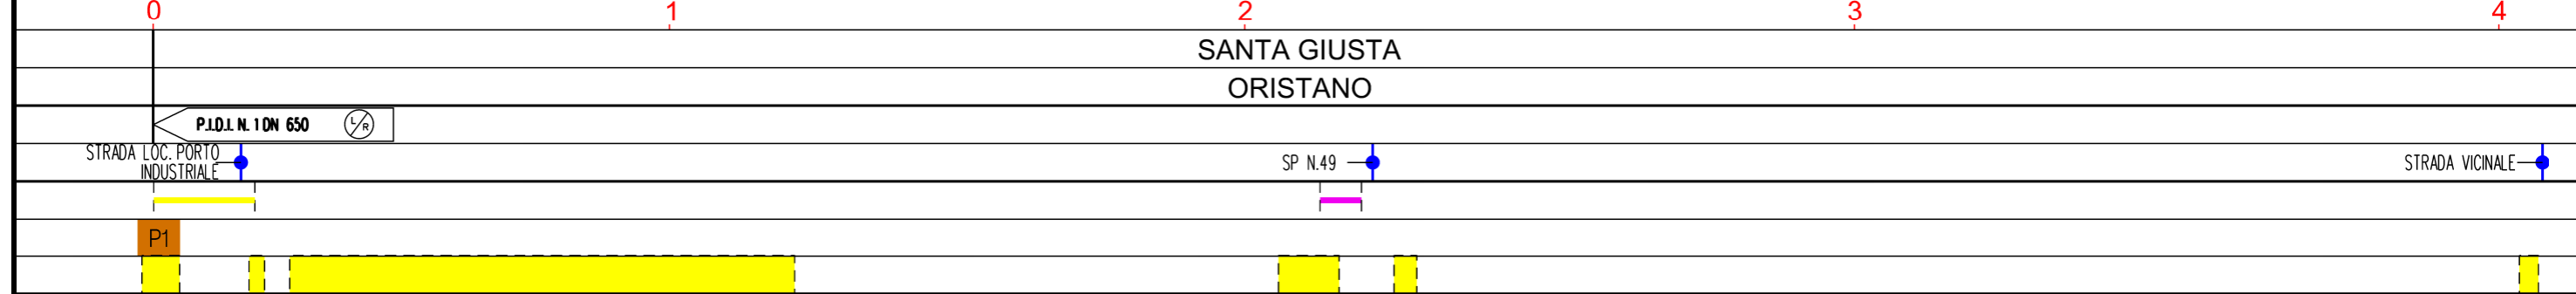 0 1 2 3 4
SANTA GIUSTA
ORISTANO
P.I.D.I. N. 1 DN 650 L/R
STRADA LOC. PORTO
INDUSTRIALE
SP N.49
STRADA VICINALE
P1